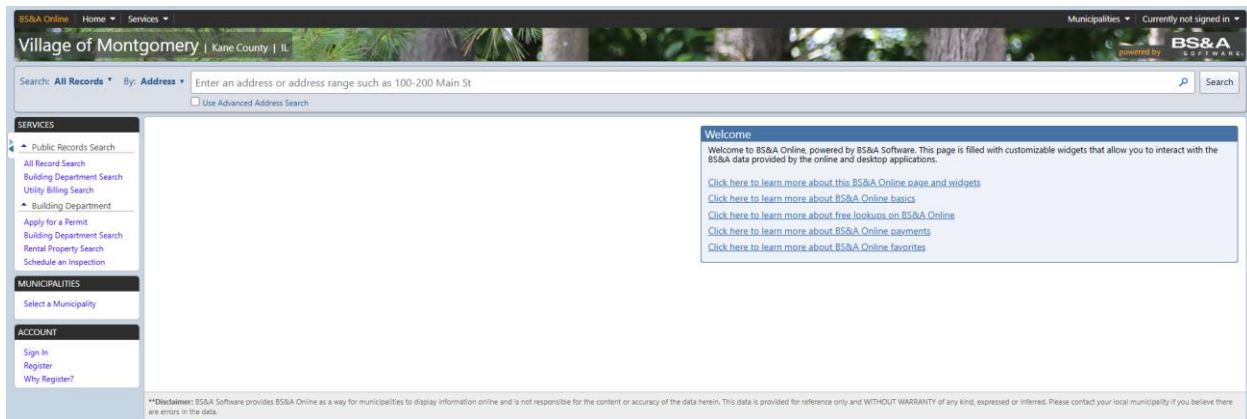 BS&A Online Home Services Municipalities Currently not signed in
Village of Montgomery | Kane County | IL
powered by BS&A SOFTWARE
Search: All Records By: Address Enter an address or address range such as 100-200 Main St Search
Use Advanced Address Search
SERVICES
Public Records Search
All Record Search
Building Department Search
Utility Billing Search
Building Department
Apply for a Permit
Building Department Search
Rental Property Search
Schedule an Inspection
MUNICIPALITIES
Select a Municipality
ACCOUNT
Sign In
Register
Why Register?
Welcome
Welcome to BS&A Online, powered by BS&A Software. This page is filled with customizable widgets that allow you to interact with the
BS&A data provided by the online and desktop applications.
Click here to learn more about this BS&A Online page and widgets
Click here to learn more about BS&A Online basics
Click here to learn more about free lookups on BS&A Online
Click here to learn more about BS&A Online payments
Click here to learn more about BS&A Online favorites
**Disclaimer: BS&A Software provides BS&A Online as a way for municipalities to display information online and is not responsible for the content or accuracy of the data herein. This data is provided for reference only and WITHOUT WARRANTY of any kind, expressed or inferred. Please contact your local municipality if you believe there
are errors in the data.